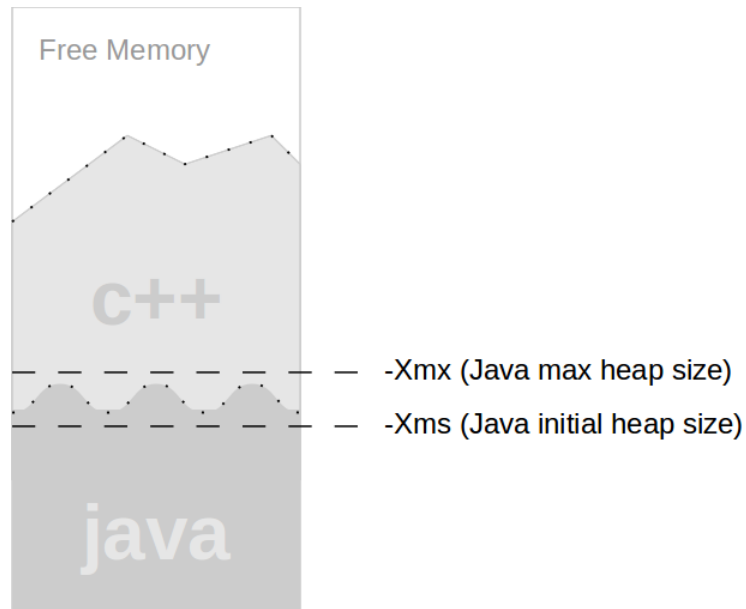 Free Memory
c++
-Xmx (Java max heap size)
-Xms (Java initial heap size)
java